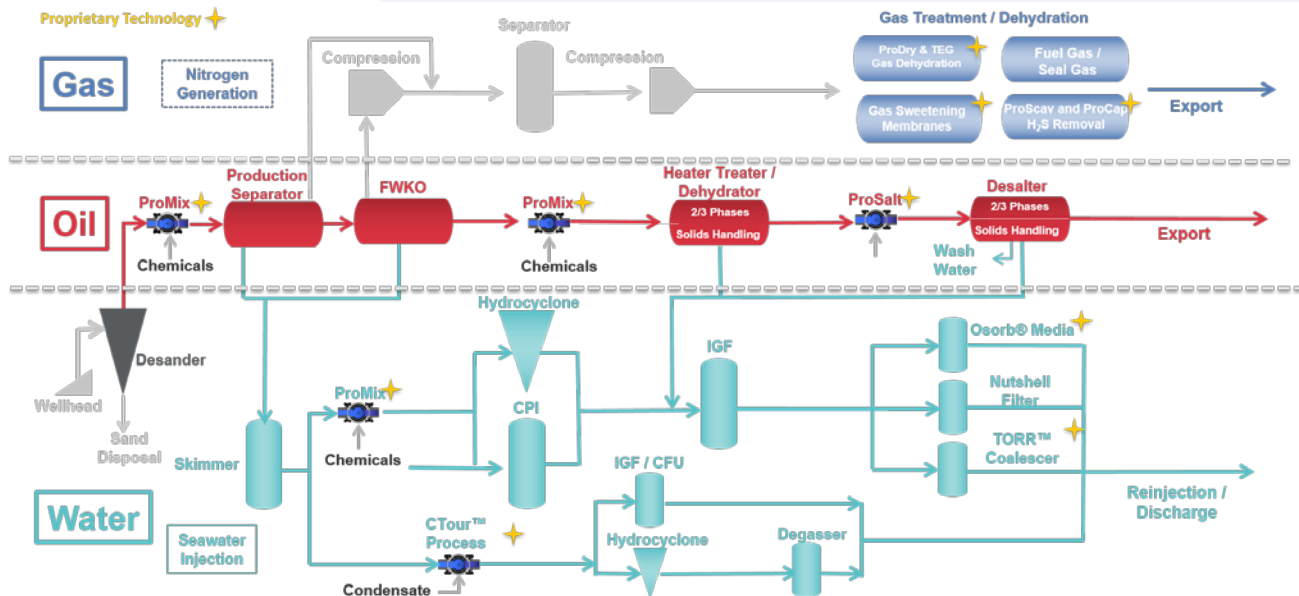 Proprietary Technology
Gas
Nitrogen
Generation
Compression
Separator
Compression
Gas Treatment / Dehydration
ProDry & TEG
Gas Dehydration
Fuel Gas /
Seal Gas
Gas Sweetening
Membranes
ProScav and ProCap
H₂S Removal
Export
Oil
ProMix
Chemicals
Production
Separator
FWKO
ProMix
Chemicals
Heater Treater /
Dehydrator
2/3 Phases
Solids Handling
ProSalt
Desalter
2/3 Phases
Solids Handling
Wash
Water
Export
Desander
Wellhead
Sand
Disposal
Water
Seawater
Injection
Skimmer
ProMix
Chemicals
Hydrocyclone
CPI
IGF
Osorb® Media
Nutshell
Filter
TORR™
Coalescer
CTour™
Process
Condensate
IGF / CFU
Hydrocyclone
Degasser
Reinjection /
Discharge